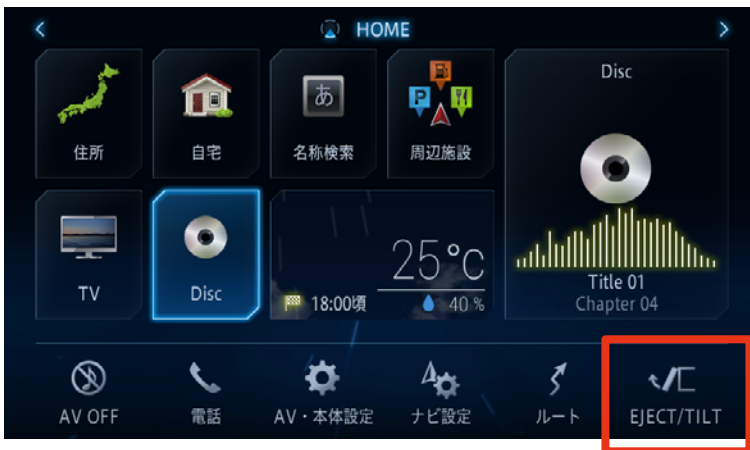 HOME
住所
自宅
あ
名称検索
P
周辺施設
Disc
TV
Disc
25°C
18:00頃
40 %
Title 01
Chapter 04
AV OFF
電話
AV・本体設定
ナビ設定
ルート
EJECT/TILT